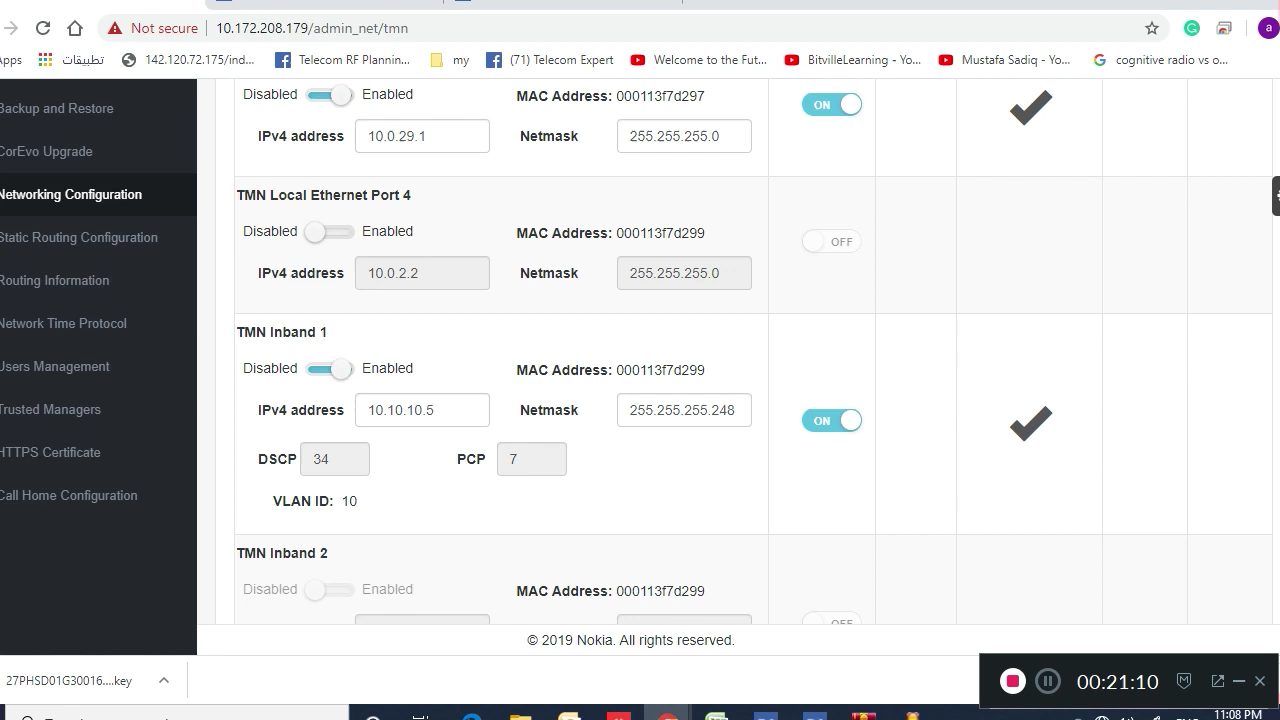 Not secure 10.172.208.179/admin_net/tmn
Apps تطبيقات 142.120.72.175/ind... Telecom RF Plannin... my (71) Telecom Expert Welcome to the Fut... BitvilleLearning - Yo... Mustafa Sadiq - Yo... cognitive radio vs o...
a
Backup and Restore
CorEvo Upgrade
Networking Configuration
Static Routing Configuration
Routing Information
Network Time Protocol
Users Management
Trusted Managers
HTTPS Certificate
Call Home Configuration
Disabled Enabled MAC Address: 000113f7d297 ON
IPv4 address 10.0.29.1 Netmask 255.255.255.0
TMN Local Ethernet Port 4
Disabled Enabled MAC Address: 000113f7d299 OFF
IPv4 address 10.0.2.2 Netmask 255.255.255.0
TMN Inband 1
Disabled Enabled MAC Address: 000113f7d299
IPv4 address 10.10.10.5 Netmask 255.255.255.248 ON
DSCP 34 PCP 7
VLAN ID: 10
TMN Inband 2
Disabled Enabled MAC Address: 000113f7d299
OFF
© 2019 Nokia. All rights reserved.
27PHSD01G30016....key
00:21:10
11:08 PM